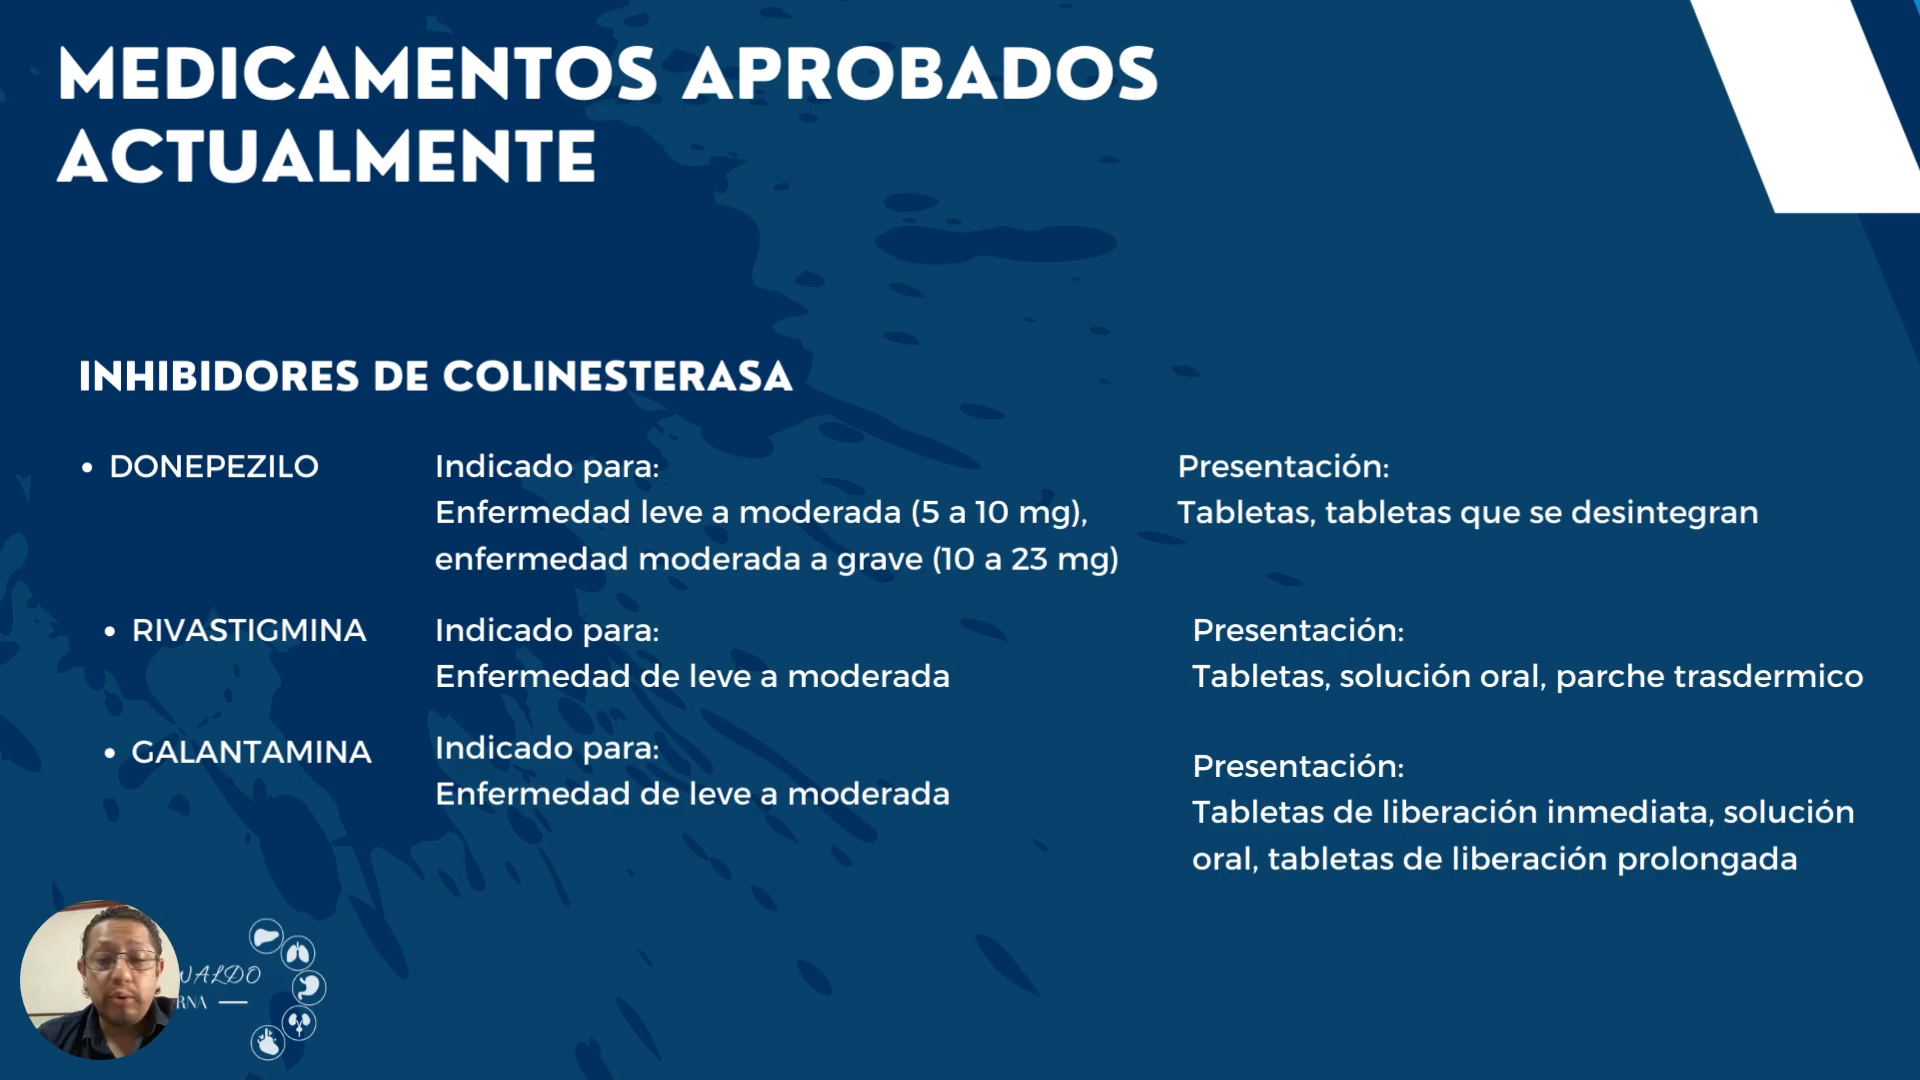 MEDICAMENTOS APROBADOS
ACTUALMENTE
INHIBIDORES DE COLINESTERASA
• DONEPEZILO
Indicado para:
Enfermedad leve a moderada (5 a 10 mg),
enfermedad moderada a grave (10 a 23 mg)
Presentación:
Tabletas, tabletas que se desintegran
• RIVASTIGMINA
Indicado para:
Enfermedad de leve a moderada
Presentación:
Tabletas, solución oral, parche trasdermico
• GALANTAMINA
Indicado para:
Enfermedad de leve a moderada
Presentación:
Tabletas de liberación inmediata, solución
oral, tabletas de liberación prolongada